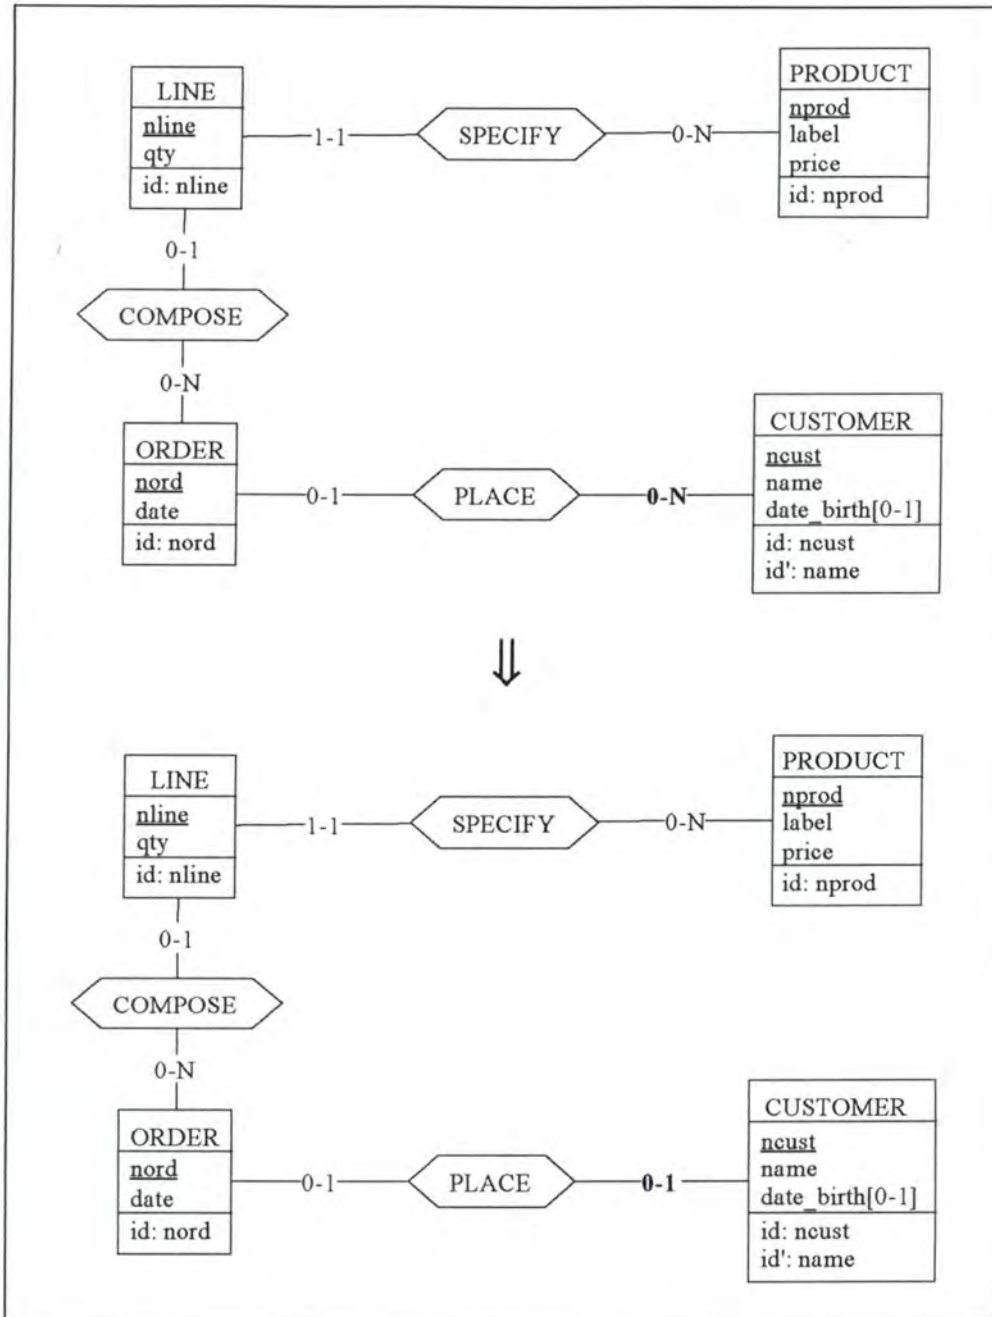 LINE
nline
qty
id: nline
1-1
SPECIFY
0-N
PRODUCT
nprod
label
price
id: nprod
0-1
COMPOSE
0-N
ORDER
nord
date
id: nord
0-1
PLACE
0-N
CUSTOMER
ncust
name
date_birth[0-1]
id: ncust
id': name
⇓
LINE
nline
qty
id: nline
1-1
SPECIFY
0-N
PRODUCT
nprod
label
price
id: nprod
0-1
COMPOSE
0-N
ORDER
nord
date
id: nord
0-1
PLACE
0-1
CUSTOMER
ncust
name
date_birth[0-1]
id: ncust
id': name